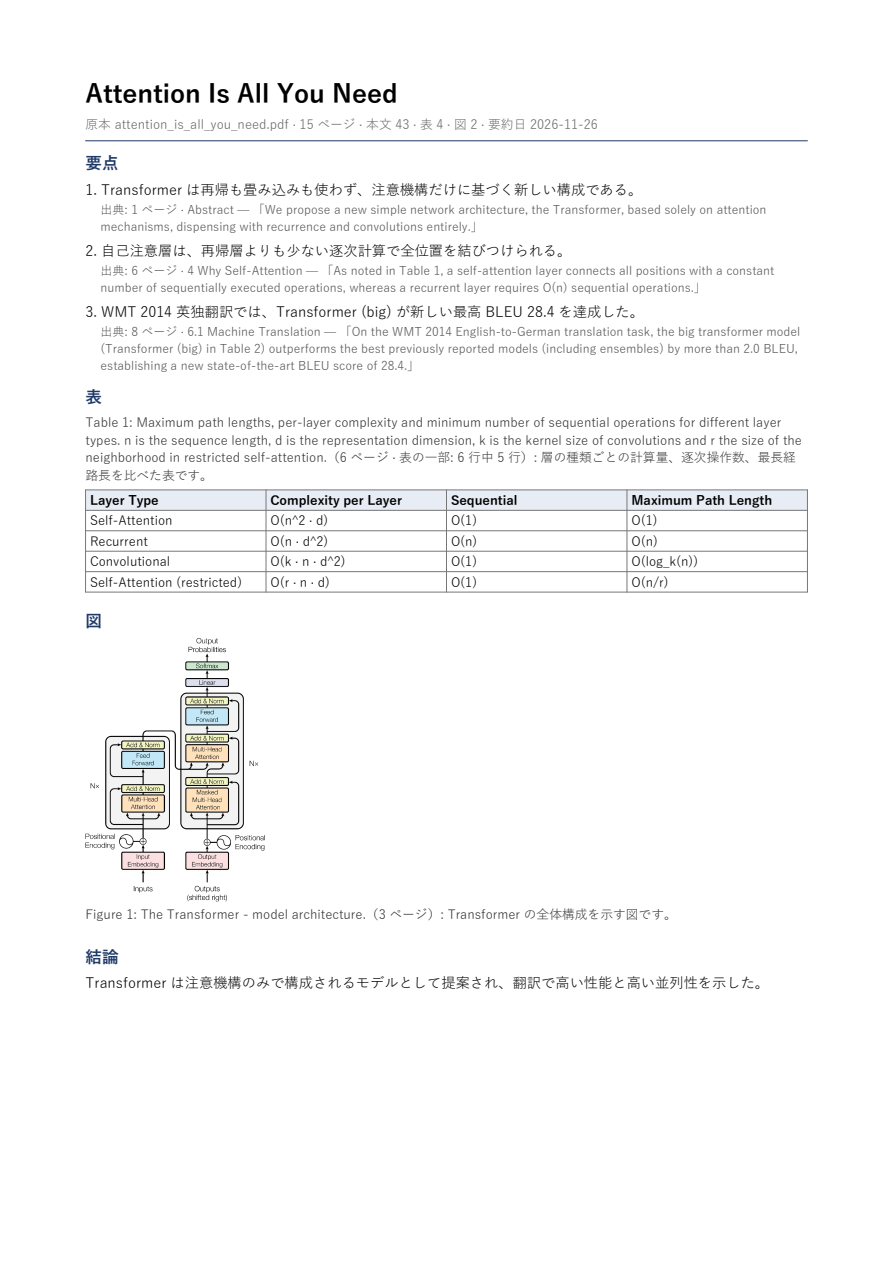 Attention Is All You Need
原本 attention_is_all_you_need.pdf · 15 ページ · 本文 43 · 表 4 · 図 2 · 要約日 2026-11-26
要点
1. Transformer は再帰も畳み込みも使わず、注意機構だけに基づく新しい構成である。
出典: 1 ページ · Abstract — 「We propose a new simple network architecture, the Transformer, based solely on attention
mechanisms, dispensing with recurrence and convolutions entirely.」
2. 自己注意層は、再帰層よりも少ない逐次計算で全位置を結びつけられる。
出典: 6 ページ · 4 Why Self-Attention — 「As noted in Table 1, a self-attention layer connects all positions with a constant
number of sequentially executed operations, whereas a recurrent layer requires O(n) sequential operations.」
3. WMT 2014 英独翻訳では、Transformer (big) が新しい最高 BLEU 28.4 を達成した。
出典: 8 ページ · 6.1 Machine Translation — 「On the WMT 2014 English-to-German translation task, the big transformer model
(Transformer (big) in Table 2) outperforms the best previously reported models (including ensembles) by more than 2.0 BLEU,
establishing a new state-of-the-art BLEU score of 28.4.」
表
Table 1: Maximum path lengths, per-layer complexity and minimum number of sequential operations for different layer
types. n is the sequence length, d is the representation dimension, k is the kernel size of convolutions and r the size of the
neighborhood in restricted self-attention.（6 ページ · 表の一部: 6 行中 5 行）: 層の種類ごとの計算量、逐次操作数、最長経
路長を比べた表です。
Layer Type Complexity per Layer Sequential Maximum Path Length
Self-Attention O(n^2 · d) O(1) O(1)
Recurrent O(n · d^2) O(n) O(n)
Convolutional O(k · n · d^2) O(1) O(log_k(n))
Self-Attention (restricted) O(r · n · d) O(1) O(n/r)
図
Output
Probabilities
Softmax
Linear
Add & Norm
Feed
Forward
Add & Norm
Multi-Head
Attention
Add & Norm
Masked
Multi-Head
Attention
Nx
Add & Norm
Feed
Forward
Add & Norm
Multi-Head
Attention
Nx
Positional
Encoding
Positional
Encoding
Input
Embedding
Output
Embedding
Inputs
Outputs
(shifted right)
Figure 1: The Transformer - model architecture.（3 ページ）: Transformer の全体構成を示す図です。
結論
Transformer は注意機構のみで構成されるモデルとして提案され、翻訳で高い性能と高い並列性を示した。